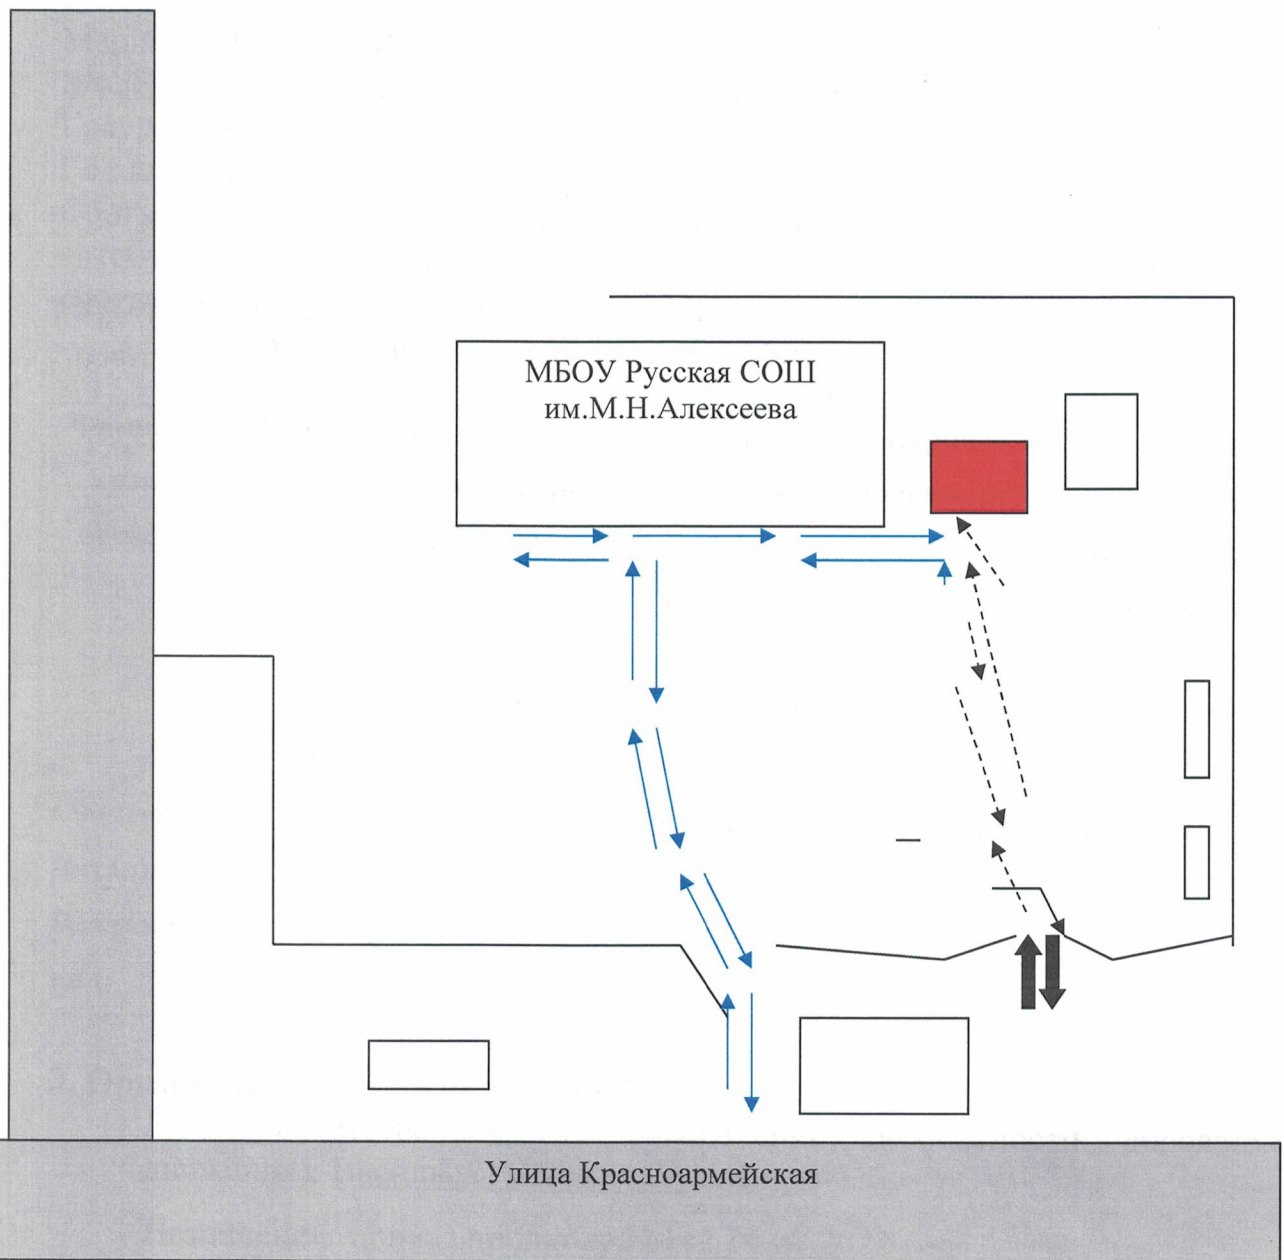 МБОУ Русская СОШ
им.М.Н.Алексеева
Улица Красноармейская